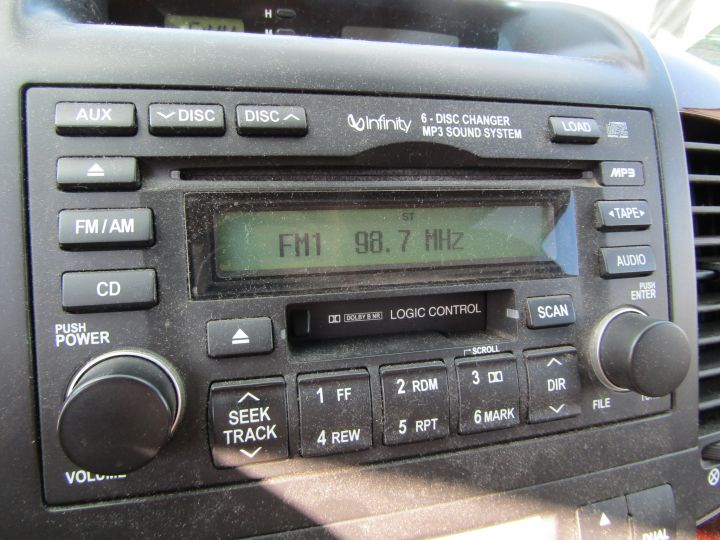 H
M
AUX
DISC
DISC
Infinity
6 - DISC CHANGER
MP3 SOUND SYSTEM
LOAD
MP3
FM / AM
ST
FM1 98.7 MHz
TAPE
AUDIO
CD
PUSH
POWER
DOLBY B NR
LOGIC CONTROL
SCAN
PUSH
ENTER
SCROLL
SEEK
TRACK
1 FF
4 REW
2 RDM
5 RPT
3
6 MARK
DIR
FILE
VOLUME
DUAL